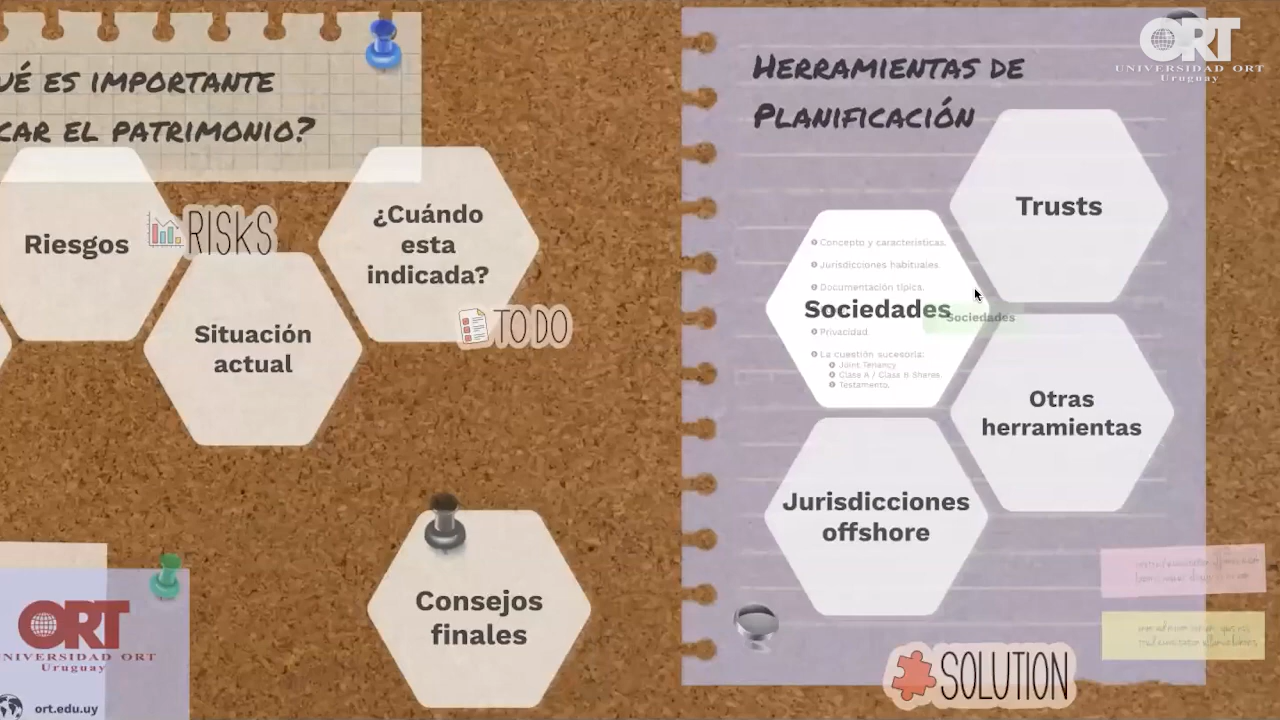 UÉ ES IMPORTANTE
CAR EL PATRIMONIO?
Riesgos
RISKS
¿Cuándo
esta
indicada?
TO DO
Situación
actual
Consejos
finales
ORT
UNIVERSIDAD ORT
Uruguay
ort.edu.uy
HERRAMIENTAS DE
PLANIFICACIÓN
ORT
UNIVERSIDAD ORT
Uruguay
Trusts
Concepto y características.
Jurisdicciones habituales
Documentación típica.
Sociedades
Sociedades
Privacidad
La cuestión sucesoria:
Joint Tenancy
Class A / Class B Shares.
Testamento.
Otras
herramientas
Jurisdicciones
offshore
SOLUTION